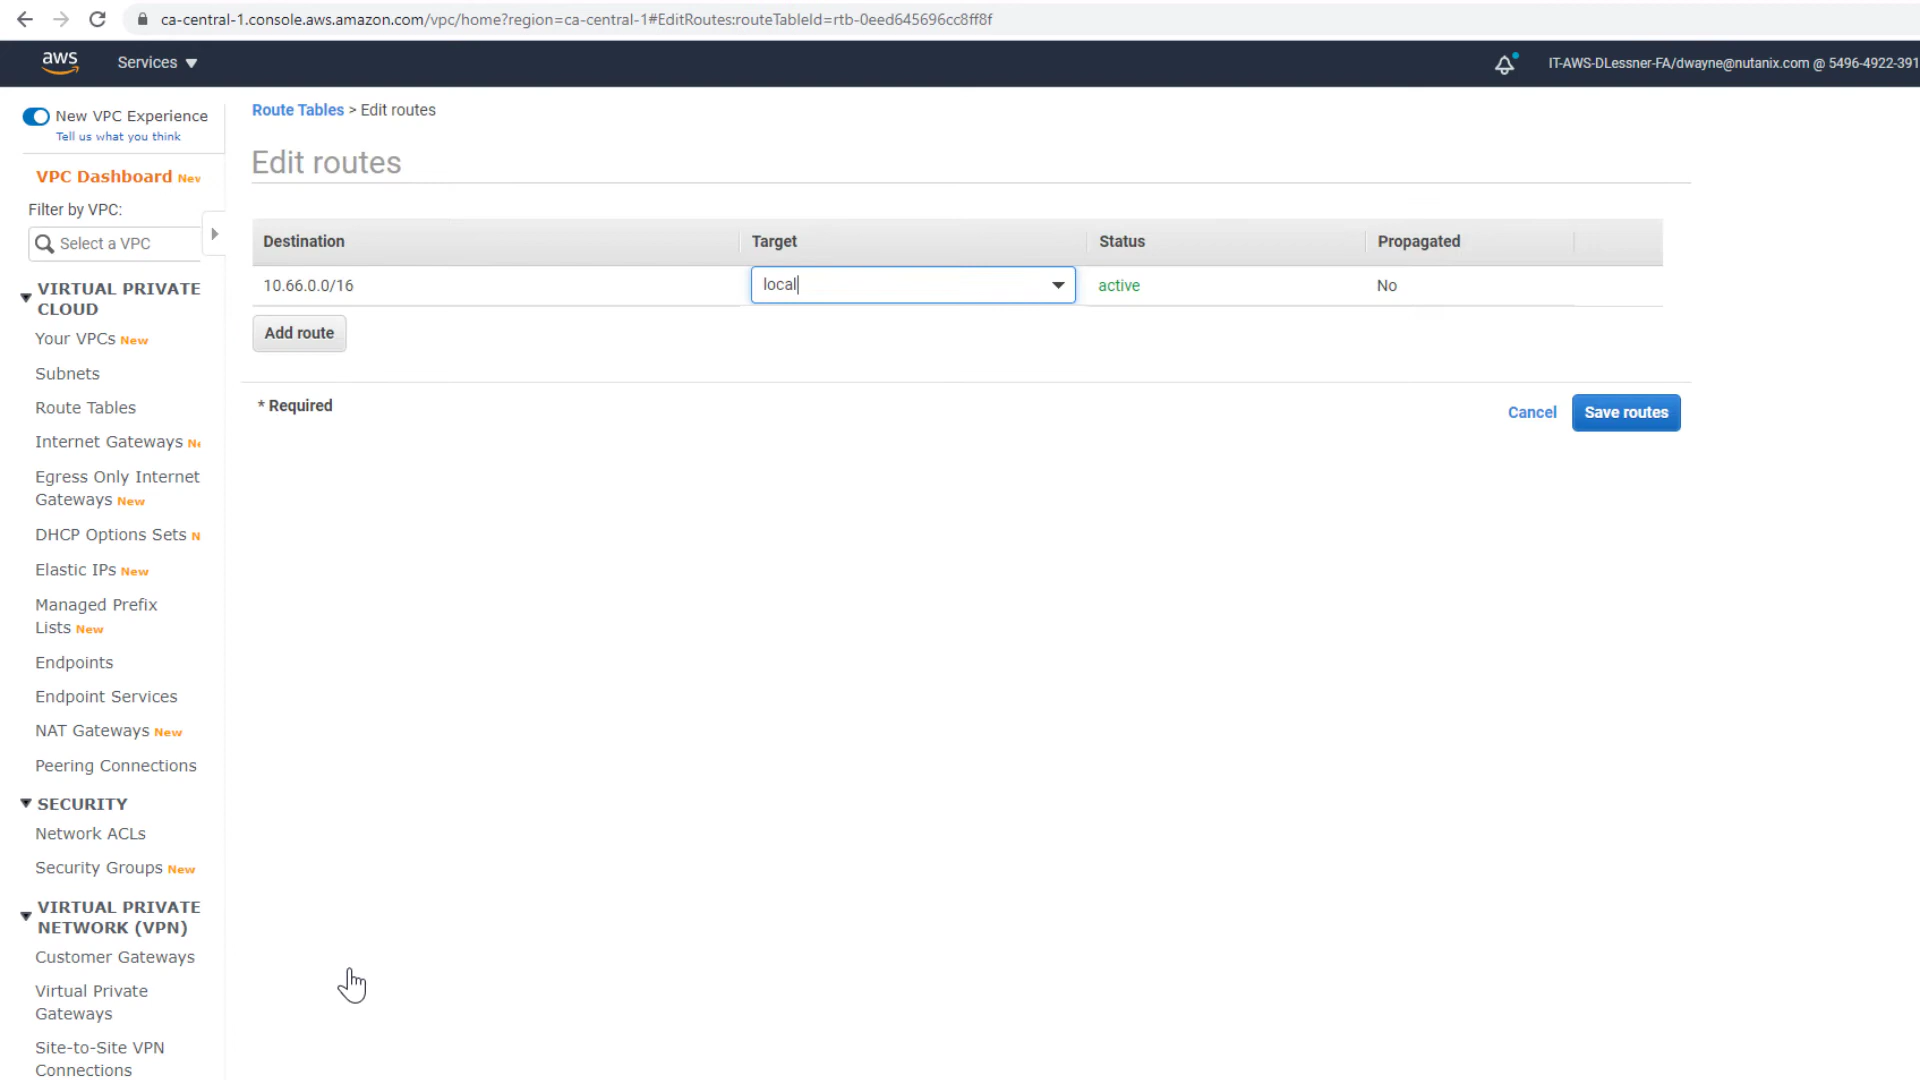 ca-central-1.console.aws.amazon.com/vpc/home?region=ca-central-1#EditRoutes:routeTableId=rtb-0eed645696cc8ff8f
aws
Services
IT-AWS-DLessner-FA/dwayne@nutanix.com @ 5496-4922-391
New VPC Experience
Tell us what you think
VPC Dashboard New
Filter by VPC:
Select a VPC
VIRTUAL PRIVATE
CLOUD
Your VPCs New
Subnets
Route Tables
Internet Gateways Ne
Egress Only Internet
Gateways New
DHCP Options Sets N
Elastic IPs New
Managed Prefix
Lists New
Endpoints
Endpoint Services
NAT Gateways New
Peering Connections
SECURITY
Network ACLs
Security Groups New
VIRTUAL PRIVATE
NETWORK (VPN)
Customer Gateways
Virtual Private
Gateways
Site-to-Site VPN
Connections
Route Tables > Edit routes
Edit routes
Destination Target Status Propagated
10.66.0.0/16 local active No
Add route
* Required
Cancel Save routes